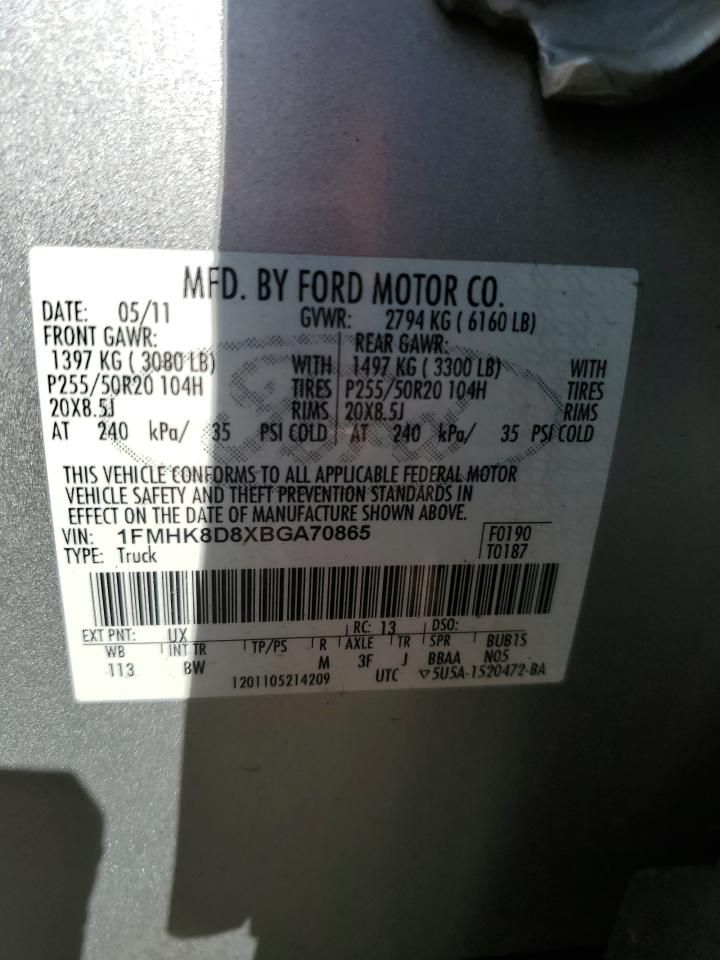 MFD. BY FORD MOTOR CO.
DATE: 05/11 GVWR: 2794 KG ( 6160 LB)
FRONT GAWR: REAR GAWR:
1397 KG ( 3080 LB) WITH 1497 KG ( 3300 LB) WITH
P255/50R20 104H TIRES P255/50R20 104H TIRES
20X8.5J RIMS 20X8.5J RIMS
AT 240 kPa/ 35 PSI COLD AT 240 kPa/ 35 PSI COLD
THIS VEHICLE CONFORMS TO ALL APPLICABLE FEDERAL MOTOR
VEHICLE SAFETY AND THEFT PREVENTION STANDARDS IN
EFFECT ON THE DATE OF MANUFACTURE SHOWN ABOVE.
VIN: 1FMHK8D8XBGA70865 F0190
TYPE: Truck T0187
EXT PNT: UX RC: 13 DSO:
WB INT TR TP/PS R AXLE TR SPR BUB1S
113 BW M 3F J BBAA N05
1201105214209 UTC ▽5U5A-1520472-BA